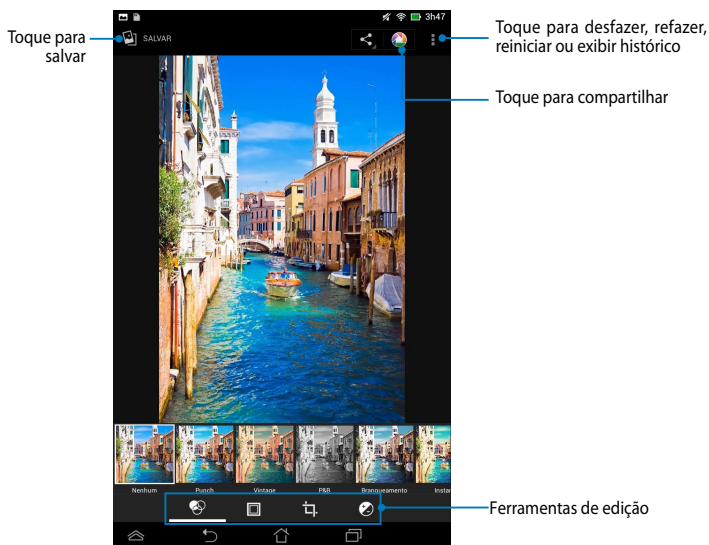 3h47
Toque para
salvar
SALVAR
Toque para desfazer, refazer,
reiniciar ou exibir histórico
Toque para compartilhar
Nenhum Punch Vintage P&B Branqueamento Instan
Ferramentas de edição